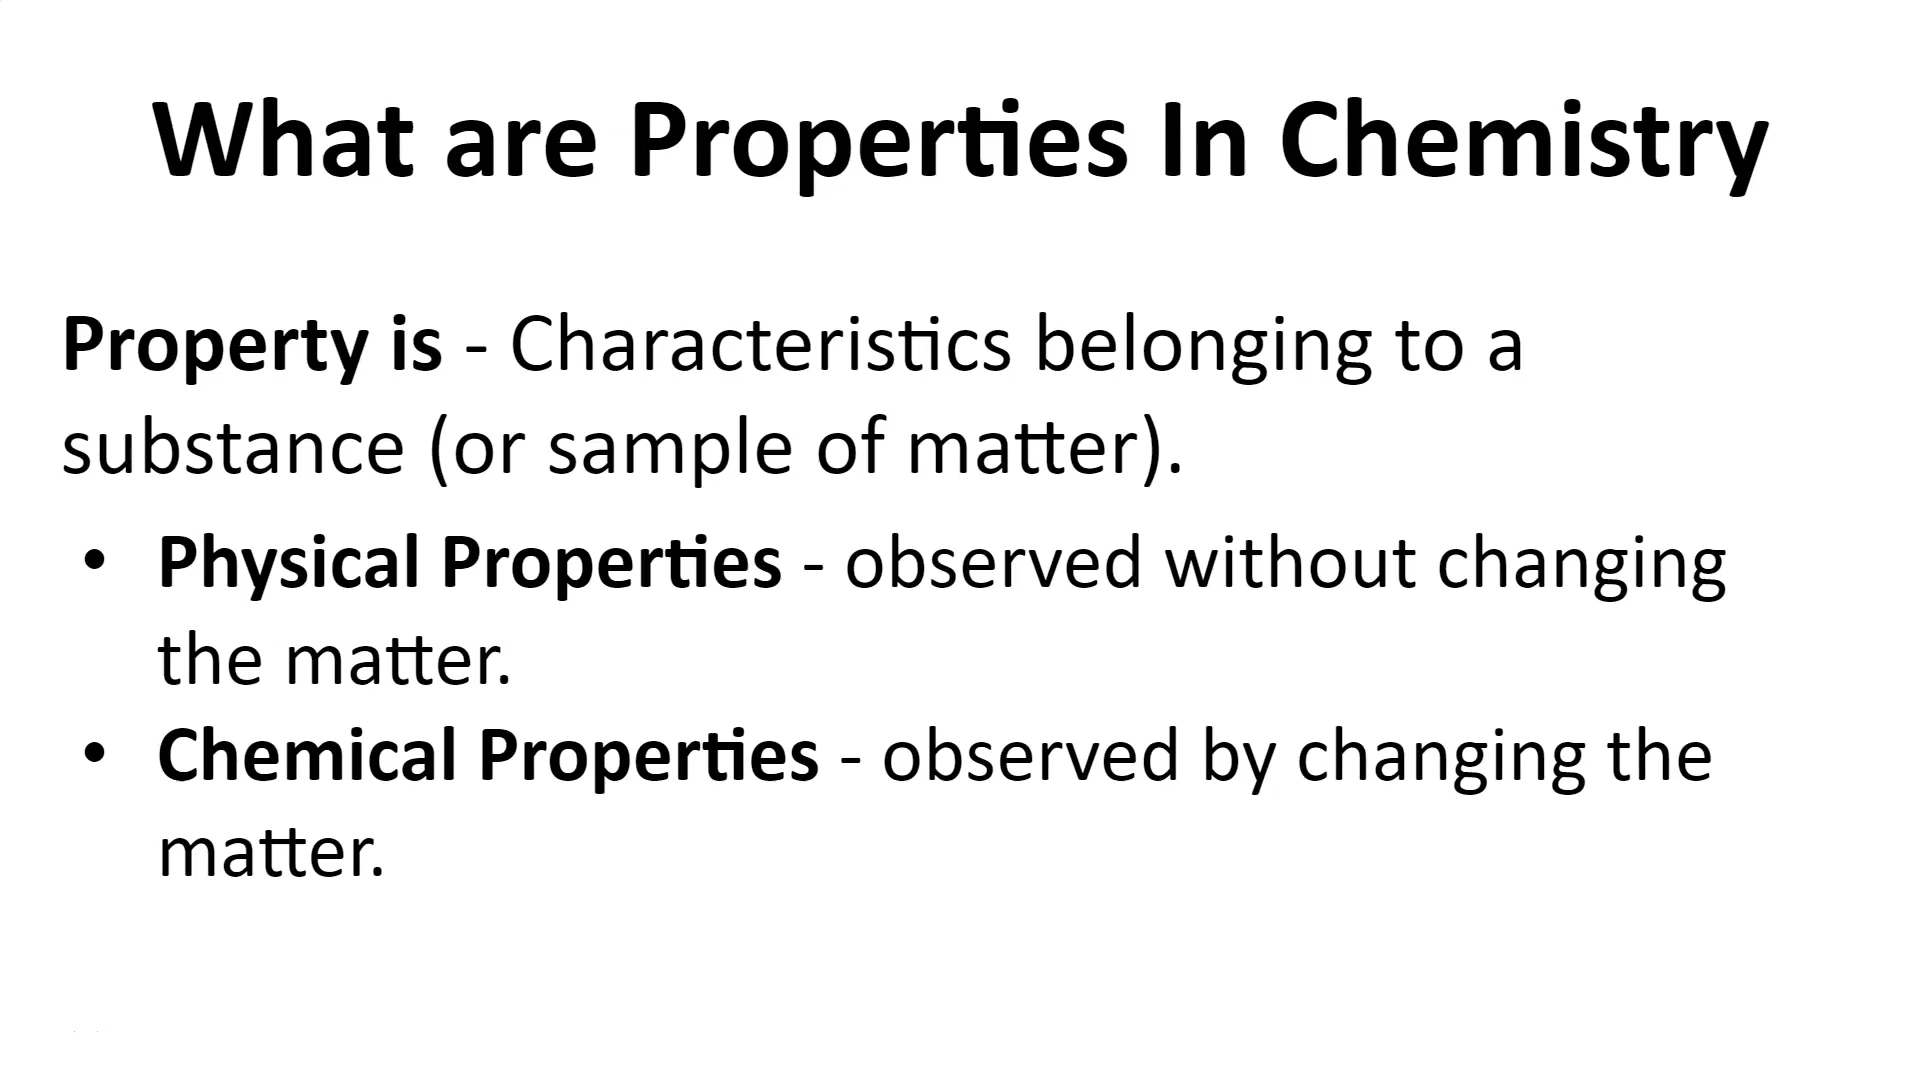 What are Properties In Chemistry
Property is - Characteristics belonging to a
substance (or sample of matter).
• Physical Properties - observed without changing
the matter.
• Chemical Properties - observed by changing the
matter.